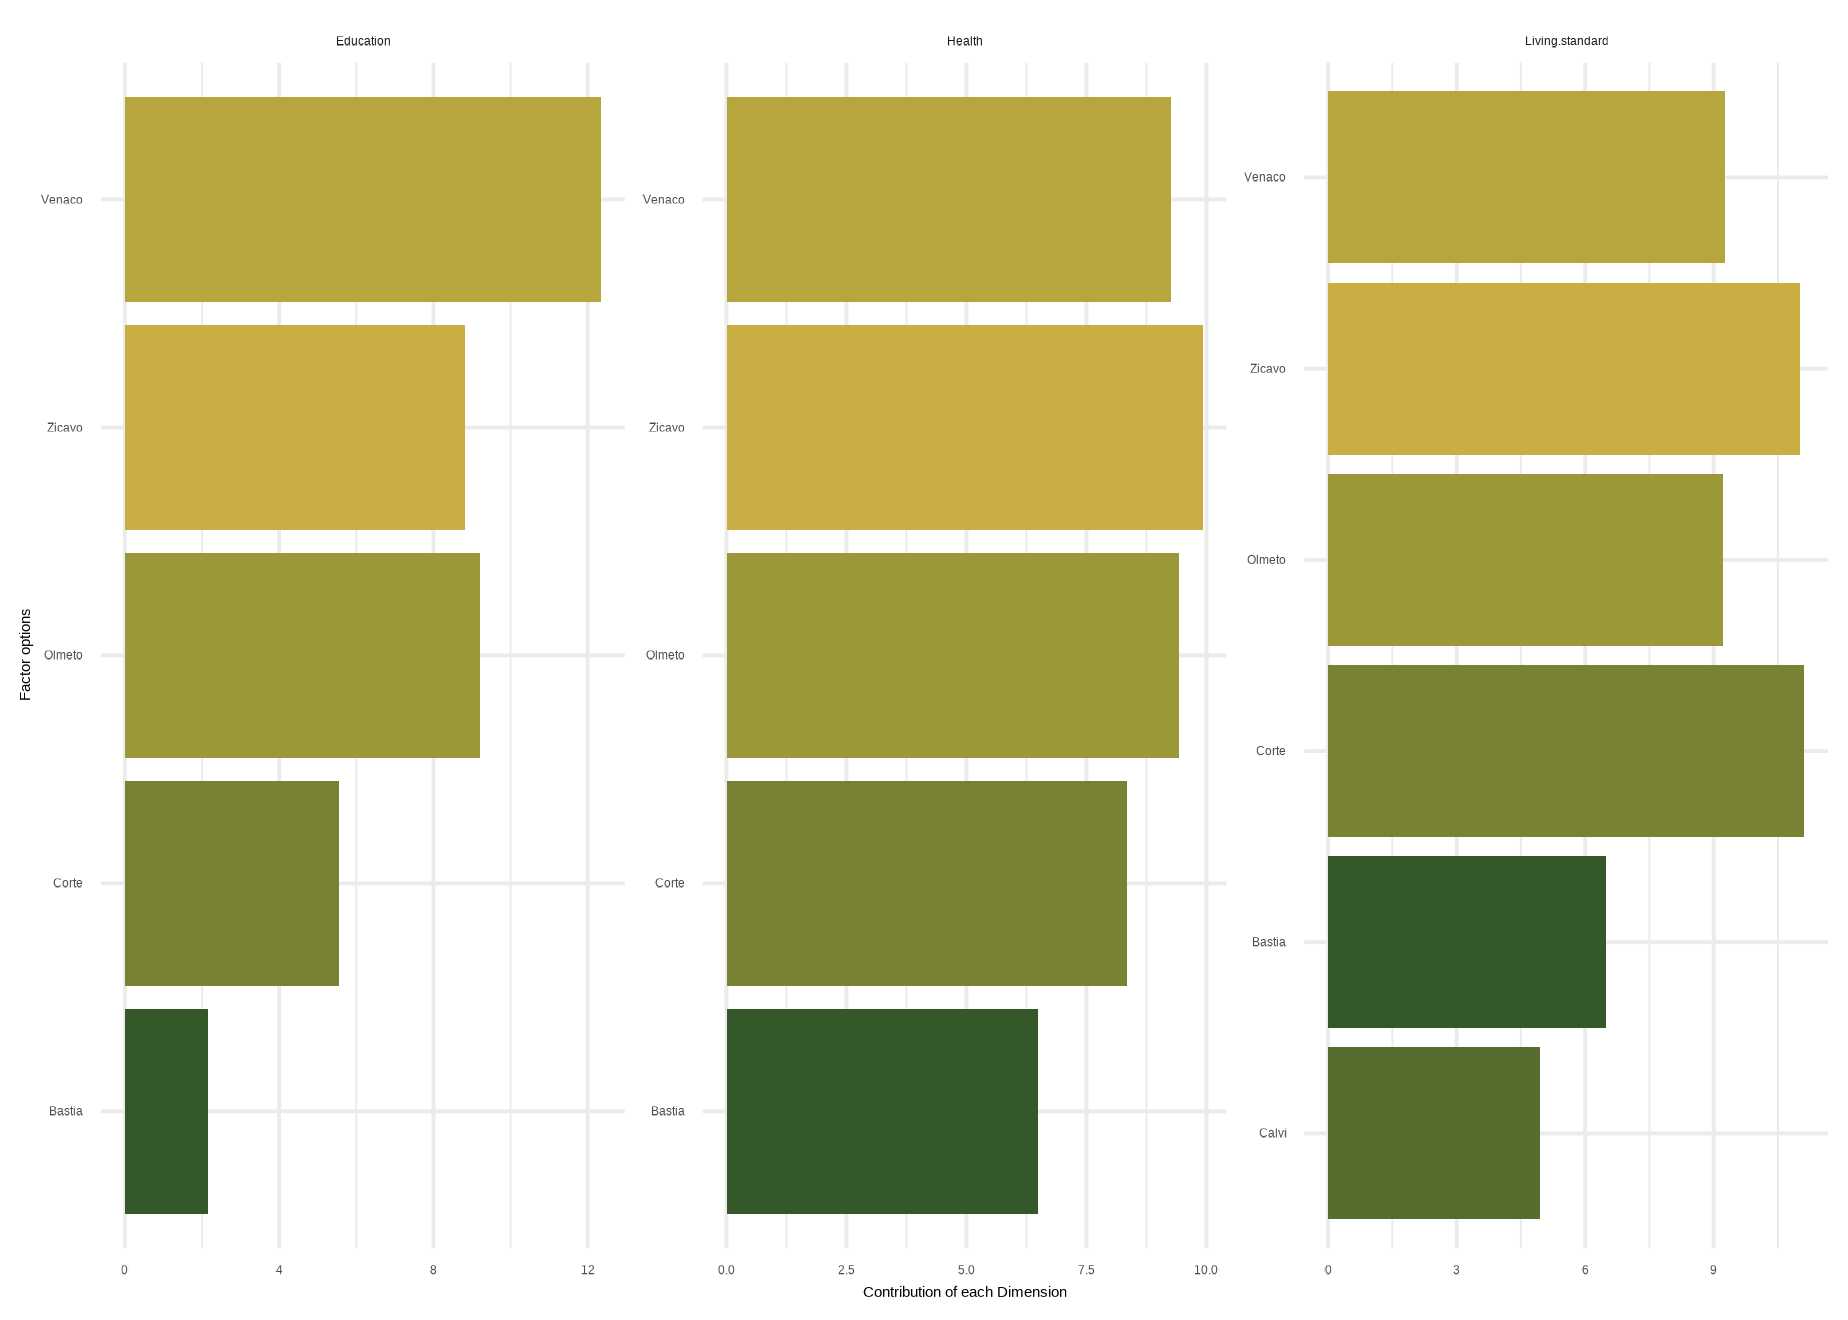 Education
Health
Living.standard
Factor options
Venaco
Zicavo
Olmeto
Corte
Bastia
0 4 8 12
Venaco
Zicavo
Olmeto
Corte
Bastia
0.0 2.5 5.0 7.5 10.0
Venaco
Zicavo
Olmeto
Corte
Bastia
Calvi
0 3 6 9
Contribution of each Dimension